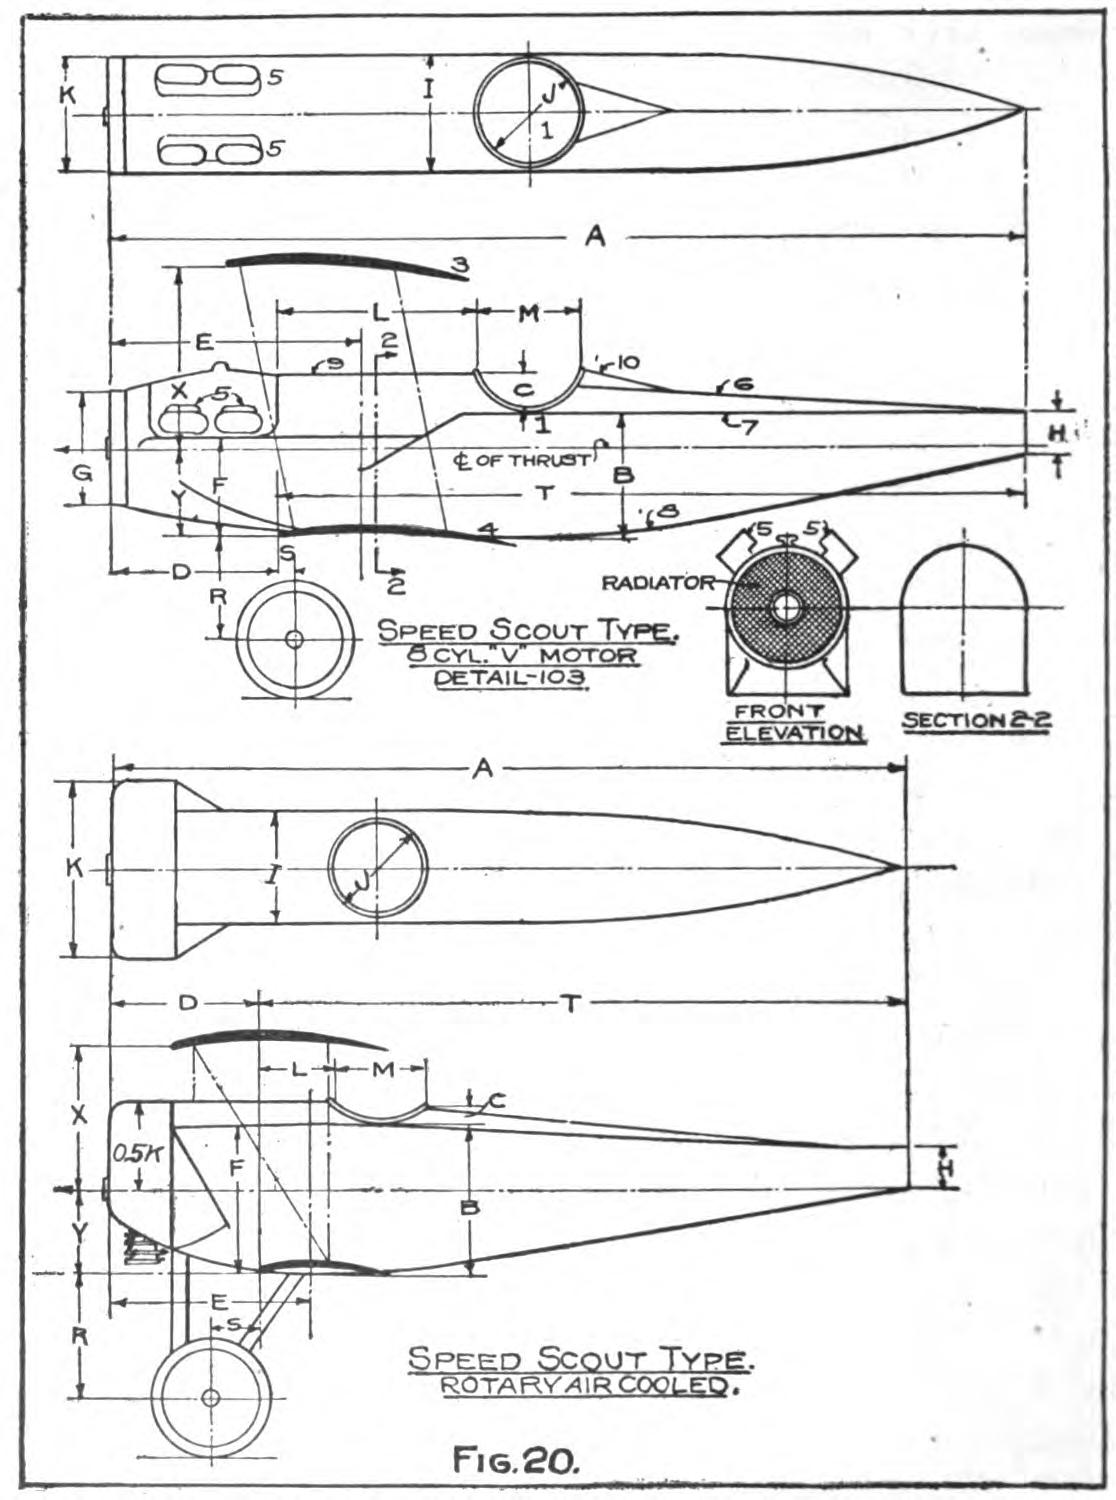 K
5
5
I
J
1
A
3
L
M
E
2
9
10
X
5
C
6
1
7
H
G
℄ OF THRUST
F
B
Y
T
8
4
S
D
2
R
5 5
RADIATOR
SPEED SCOUT TYPE.
8 CYL. "V" MOTOR
DETAIL-103
FRONT
ELEVATION
SECTION 2-2
A
K
I
J
D
T
L
M
C
X
0.5K
F
H
Y
B
E
S
R
SPEED SCOUT TYPE.
ROTARY AIR COOLED.
FIG. 20.